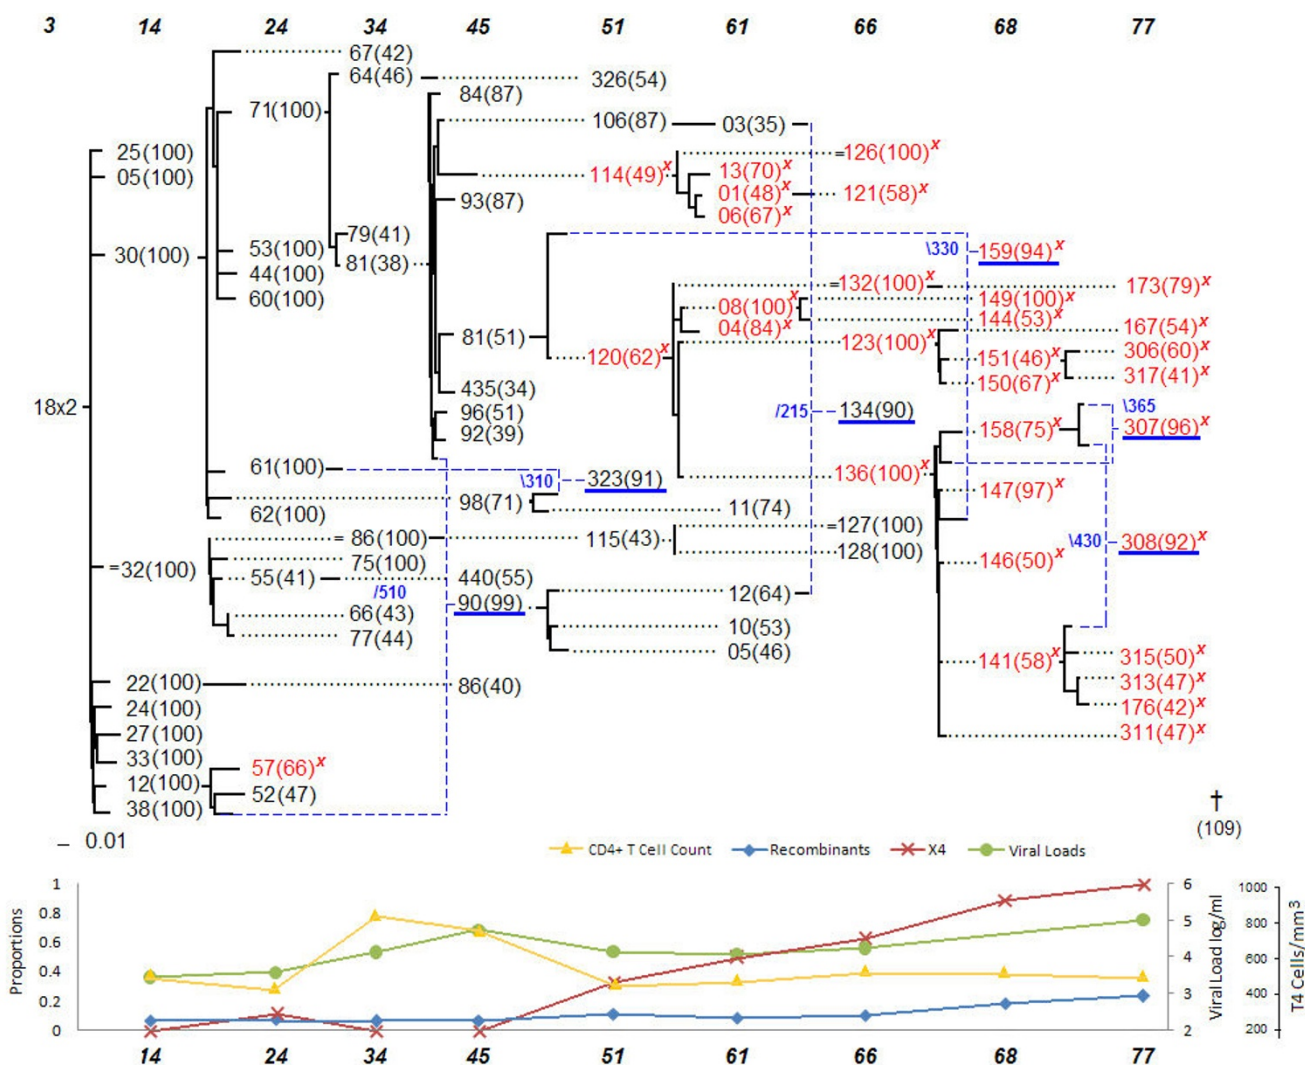 3 14 24 34 45 51 61 66 68 77
67(42)
64(46) 326(54)
84(87)
71(100) 106(87) 03(35)
25(100) =126(100)x
05(100) 114(49)x 13(70)x
01(48)x 121(58)x
93(87) 06(67)x
79(41)
30(100) 53(100) 81(38) \330 159(94)x
44(100) =132(100)x 173(79)x
60(100) 08(100)x 149(100)x
04(84)x 144(53)x 167(54)x
81(51) 120(62)x 123(100)x 151(46)x 306(60)x
435(34) 150(67)x 317(41)x
18x2 96(51) /215 134(90) \365
92(39) 158(75)x 307(96)x
61(100) \310 323(91) 136(100)x
98(71) 11(74) 147(97)x
62(100) =127(100)
= 86(100) 115(43) \430 308(92)x
=32(100) 75(100) 128(100) 146(50)x
55(41) 440(55)
/510 90(99) 12(64)
66(43) 10(53)
77(44) 05(46) 141(58)x 315(50)x
22(100) 86(40) 313(47)x
24(100) 176(42)x
27(100) 311(47)x
33(100) 57(66)x
12(100) 52(47)
38(100) †
– 0.01 (109)
CD4+ T Cell Count Recombinants X4 Viral Loads
Proportions
1
0.8
0.6
0.4
0.2
0
6
5
4
3
2
Viral Load log/ml
1000
800
600
400
200
T4 Cells/mm3
14 24 34 45 51 61 66 68 77